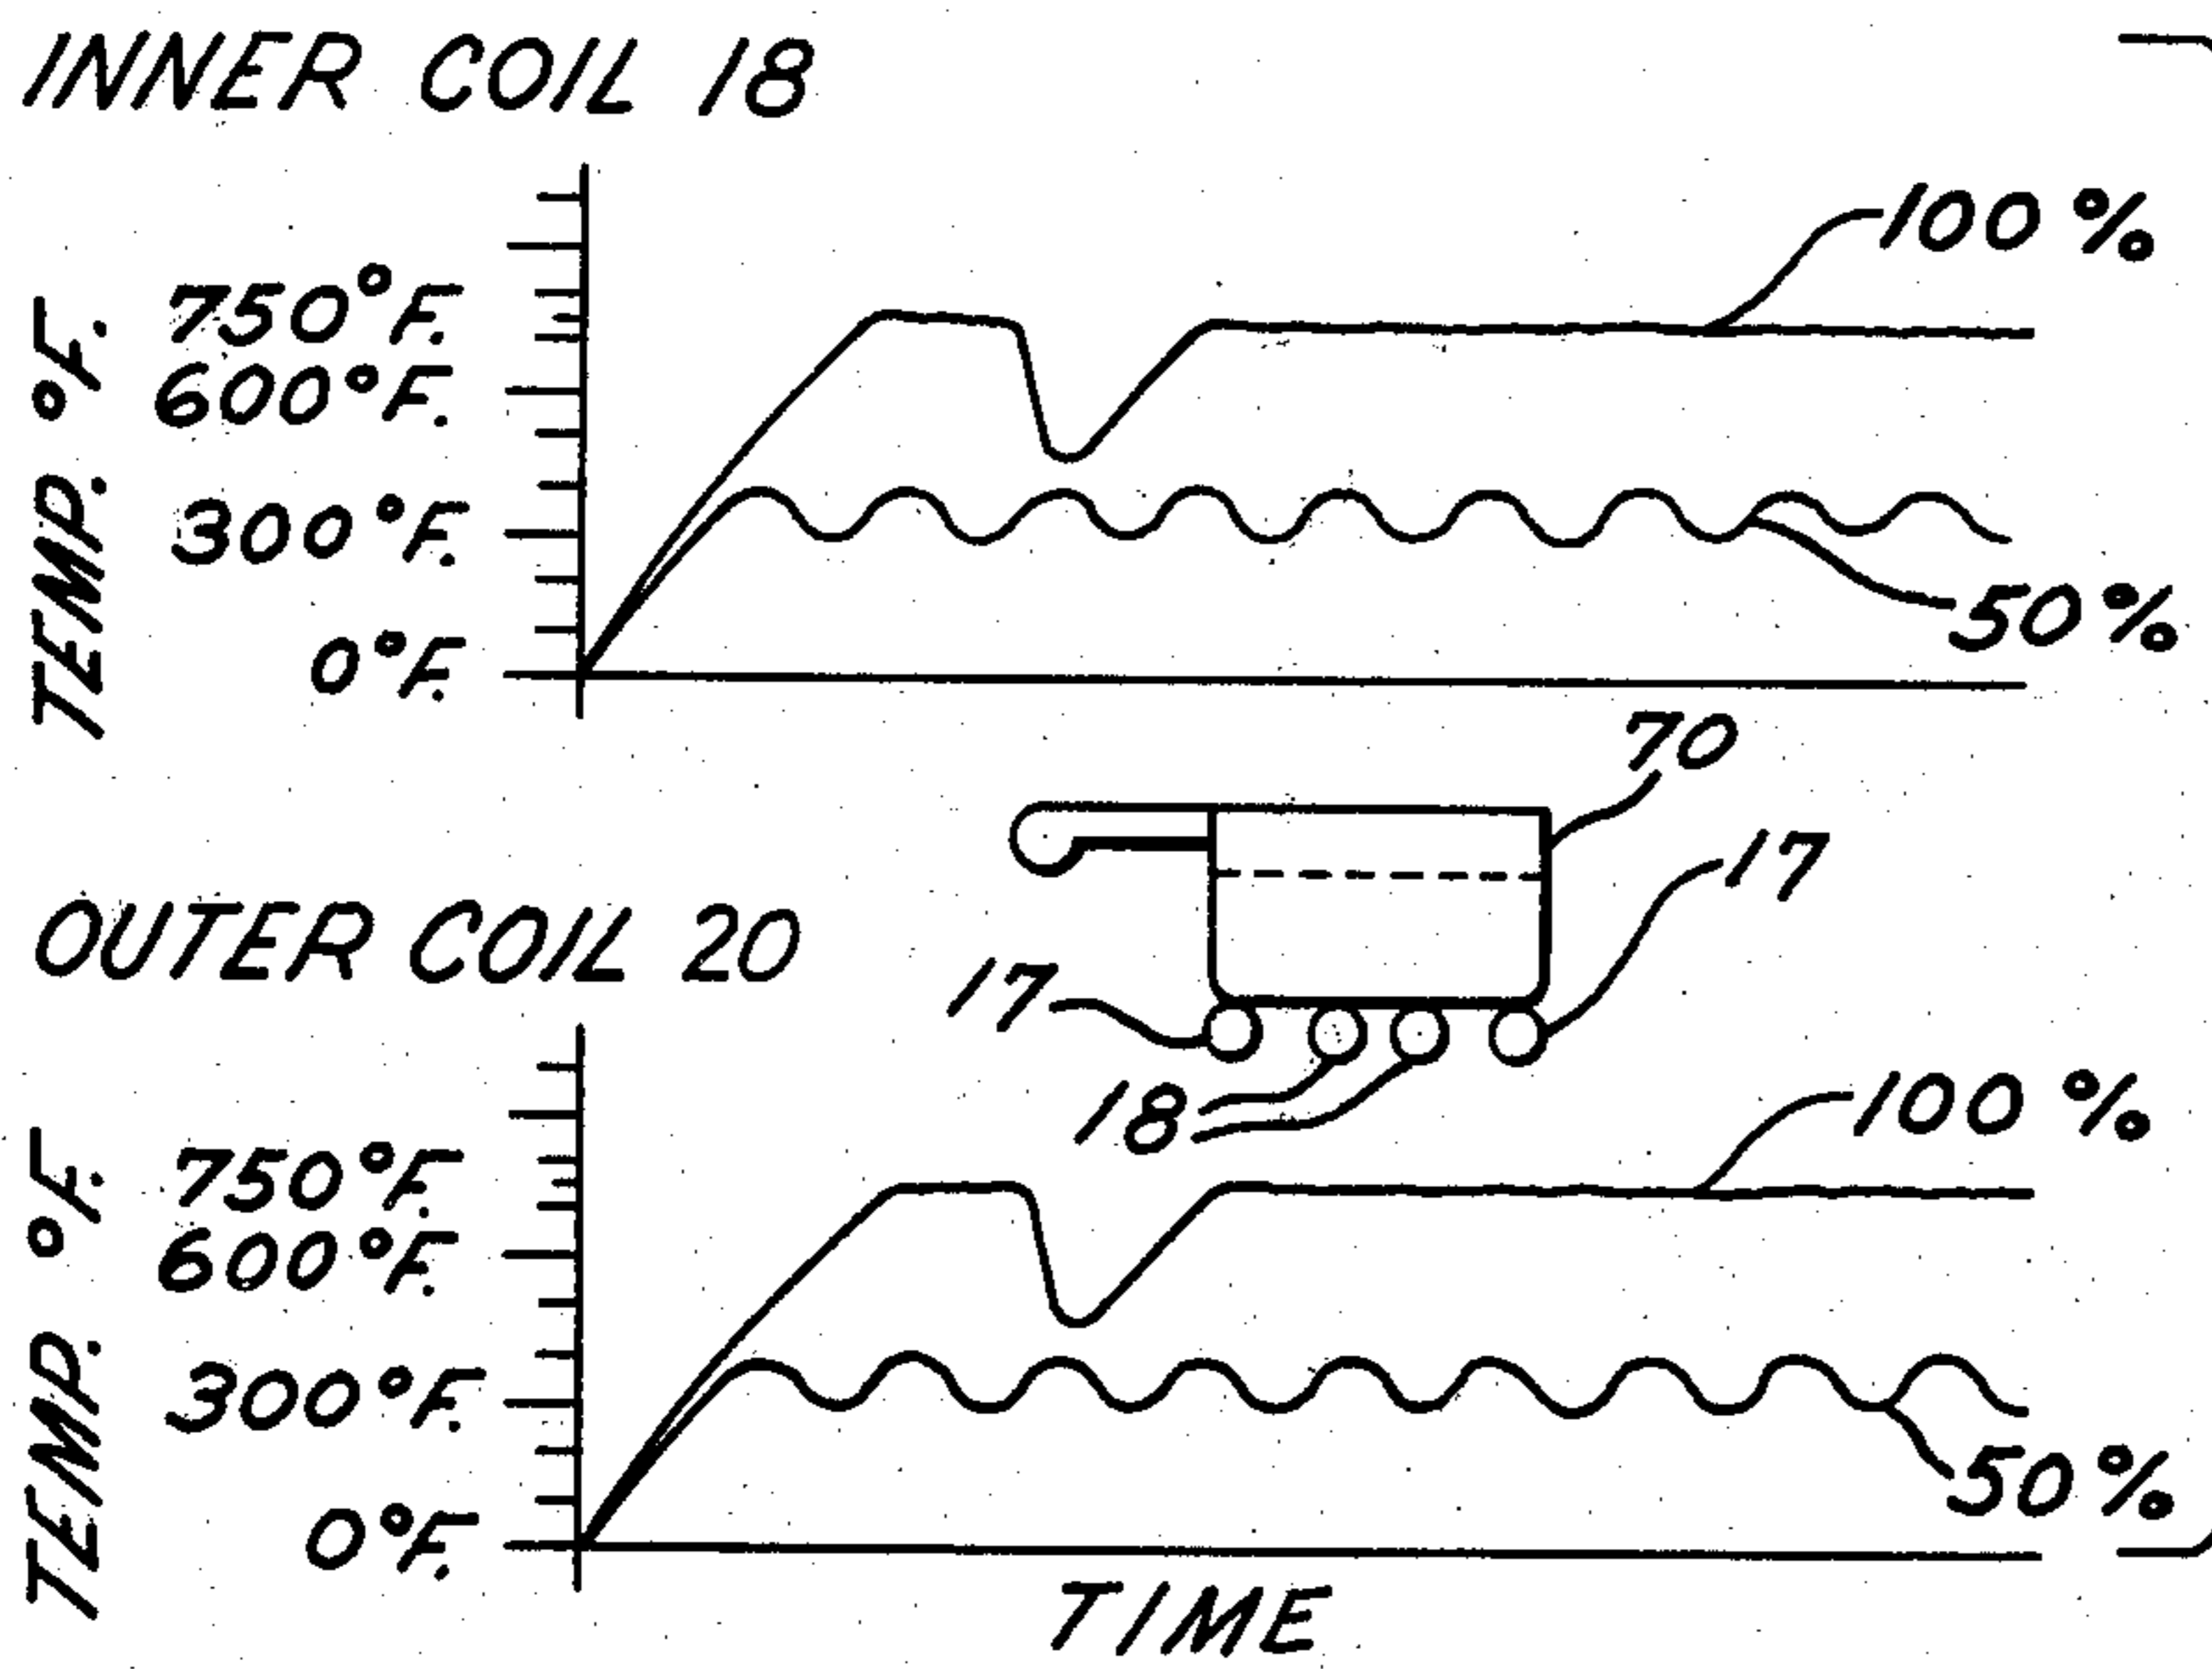 INNER COIL 18
100%
TEMP. °F.
750°F.
600°F.
300°F.
0°F.
50%
70
17
OUTER COIL 20
17
18
100%
TEMP. °F.
750°F.
600°F.
300°F.
0°F.
50%
TIME